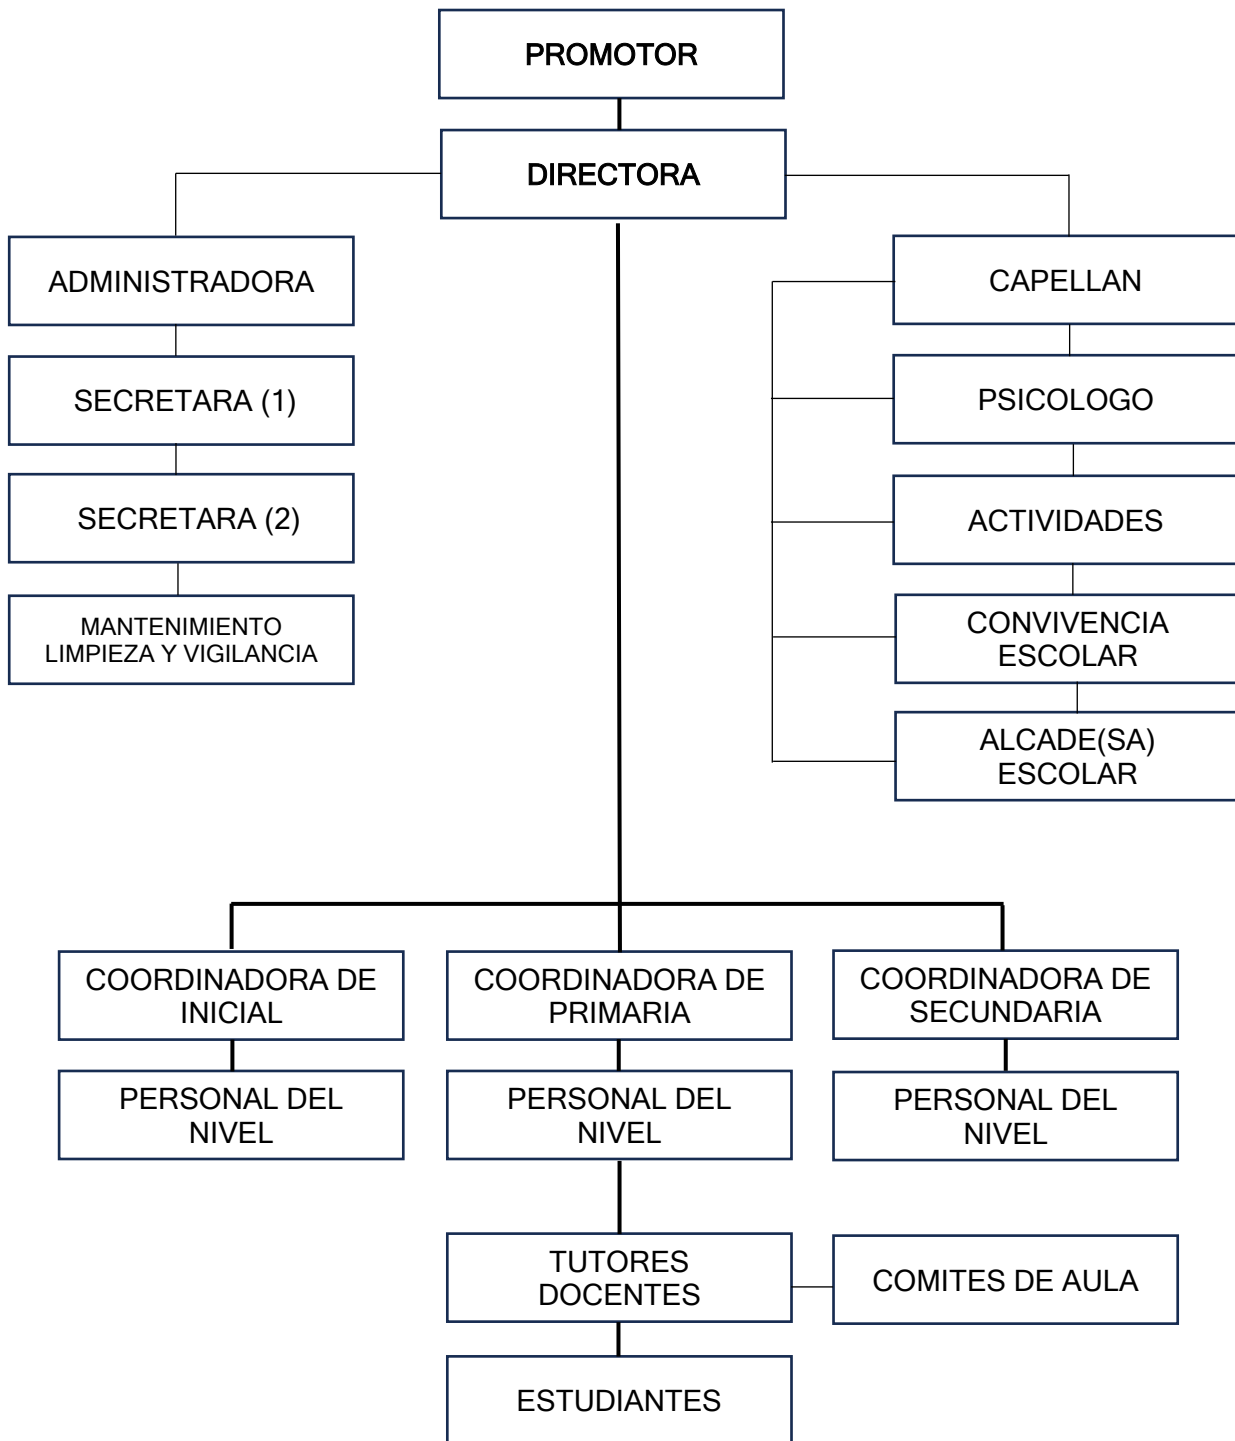 PROMOTOR
DIRECTORA
ADMINISTRADORA
SECRETARA (1)
SECRETARA (2)
MANTENIMIENTO
LIMPIEZA Y VIGILANCIA
CAPELLAN
PSICOLOGO
ACTIVIDADES
CONVIVENCIA
ESCOLAR
ALCADE(SA)
ESCOLAR
COORDINADORA DE
INICIAL
COORDINADORA DE
PRIMARIA
COORDINADORA DE
SECUNDARIA
PERSONAL DEL
NIVEL
PERSONAL DEL
NIVEL
PERSONAL DEL
NIVEL
TUTORES
DOCENTES
COMITES DE AULA
ESTUDIANTES